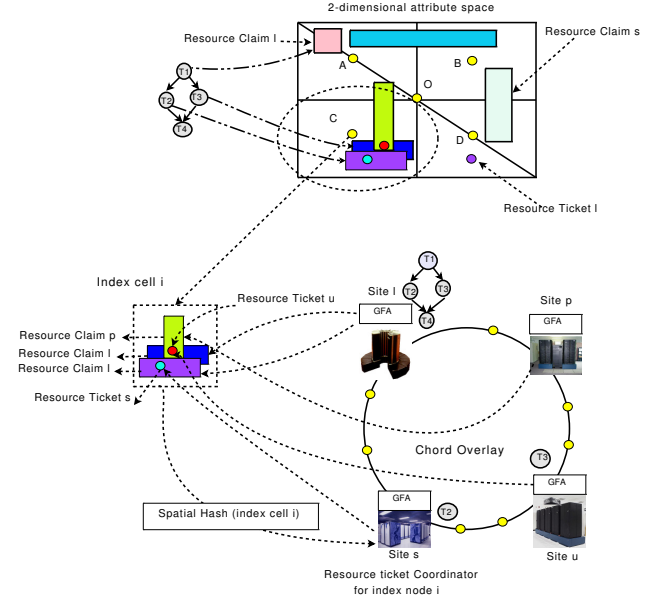 2-dimensional attribute space
Resource Claim l
Resource Claim s
A
B
T1
O
T2
T3
C
D
T4
Resource Ticket l
T1
Index cell i
Site l
T2
T3
Resource Ticket u
Site p
GFA
T4
GFA
Resource Claim p
Resource Claim l
Resource Claim l
Resource Ticket s
Chord Overlay
T3
GFA
GFA
T2
Spatial Hash (index cell i)
Site s
Site u
Resource ticket Coordinator
for index node i